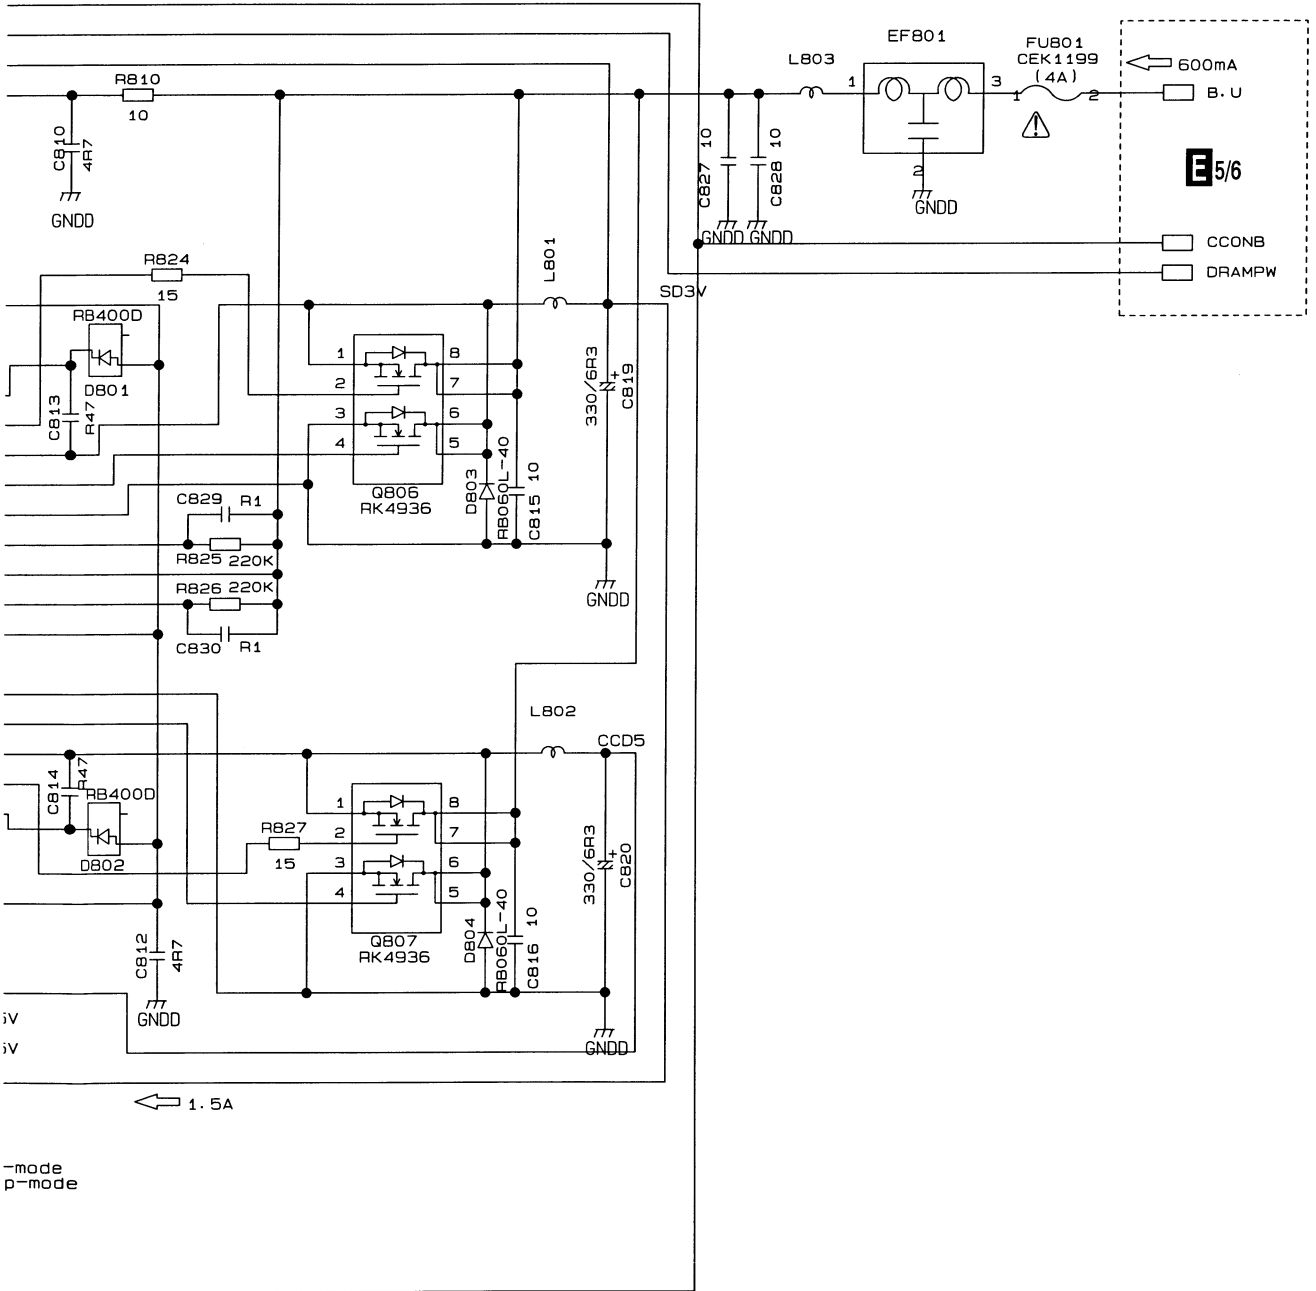 EF801
L803
FU801
CEK1199
(4A)
600mA
B.U
1
3
1
2
2
GNDD
E 5/6
CCONB
DRAMPW
R810
10
C810
4R7
GNDD
C827 10
C828 10
GNDD
GNDD
R824
15
L801
SD3V
RB400D
D801
C813
R47
1
2
3
4
8
7
6
5
Q806
RK4936
D803
RB060L-40
C815 10
330/6R3
+
C819
GNDD
C829 R1
R825 220K
R826 220K
C830 R1
L802
CCD5
C814
R47
RB400D
D802
R827
15
1
2
3
4
8
7
6
5
Q807
RK4936
D804
RB060L-40
C816 10
330/6R3
+
C820
GNDD
C812
4R7
GNDD
V
V
1.5A
-mode
p-mode